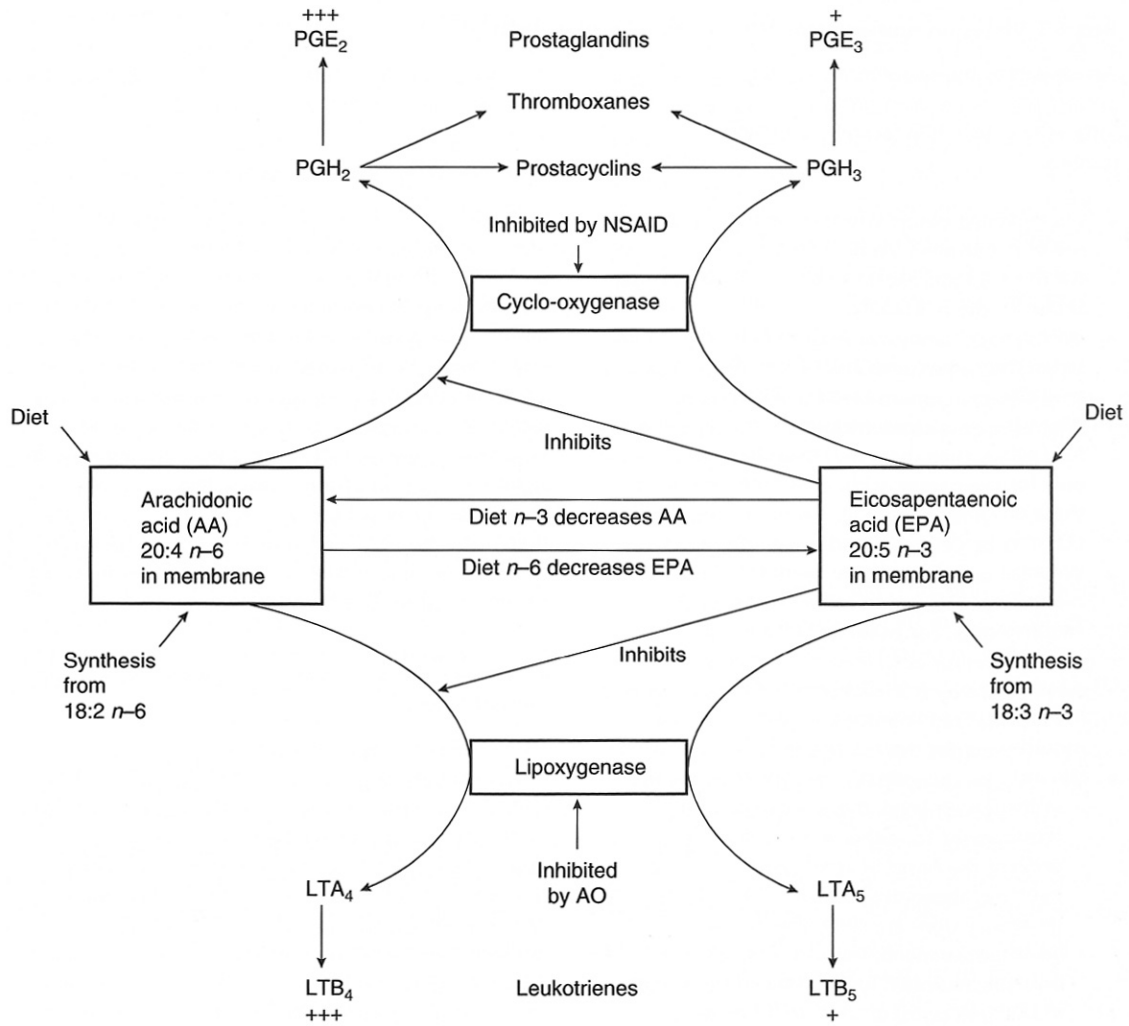 +++
PGE₂
Prostaglandins
+
PGE₃
Thromboxanes
PGH₂
Prostacyclins
PGH₃
Inhibited by NSAID
Cyclo-oxygenase
Diet
Diet
Inhibits
Arachidonic
acid (AA)
20:4 n–6
in membrane
Diet n–3 decreases AA
Diet n–6 decreases EPA
Eicosapentaenoic
acid (EPA)
20:5 n–3
in membrane
Inhibits
Synthesis
from
18:2 n–6
Synthesis
from
18:3 n–3
Lipoxygenase
Inhibited
by AO
LTA₄
LTA₅
LTB₄
+++
Leukotrienes
LTB₅
+